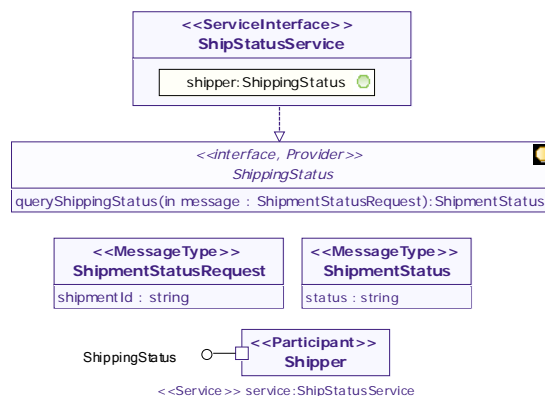 <<ServiceInterface>>
ShipStatusService
shipper:ShippingStatus
<<interface, Provider>>
ShippingStatus
queryShippingStatus(in message : ShipmentStatusRequest):ShipmentStatus
<<MessageType>>
ShipmentStatusRequest
shipmentId : string
<<MessageType>>
ShipmentStatus
status : string
<<Participant>>
Shipper
ShippingStatus
<<Service>> service:ShipStatusService